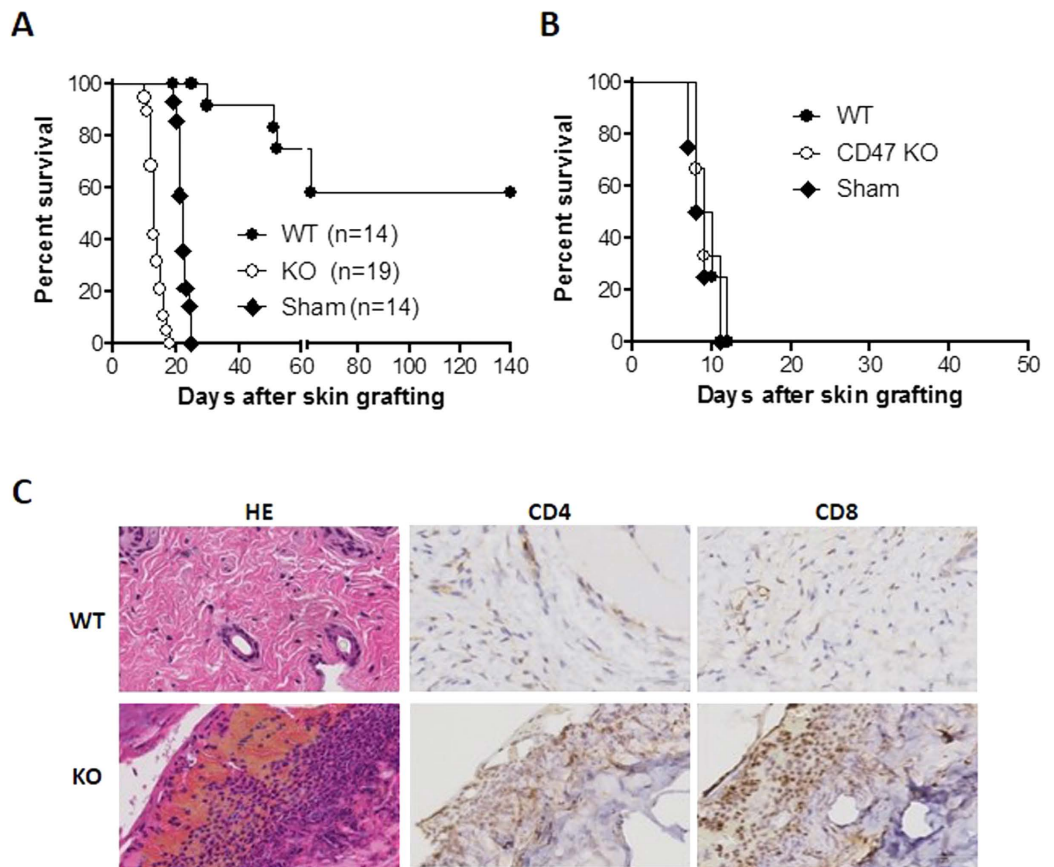 A
Percent survival
100
80
60
40
20
0
WT (n=14)
KO (n=19)
Sham (n=14)
0 20 40 60 80 100 120 140
Days after skin grafting
B
Percent survival
100
80
60
40
20
0
WT
CD47 KO
Sham
0 10 20 30 40 50
Days after skin grafting
C
HE CD4 CD8
WT
KO